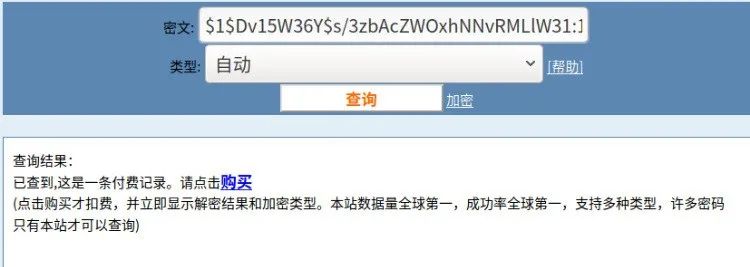 密文: $1$Dv15W36Y$s/3zbAcZWOxhNNvRMLlW31:1
类型: 自动 [帮助]
查询 加密
查询结果:
已查到,这是一条付费记录。请点击购买
(点击购买才扣费，并立即显示解密结果和加密类型。本站数据量全球第一，成功率全球第一，支持多种类型，许多密码
只有本站才可以查询)